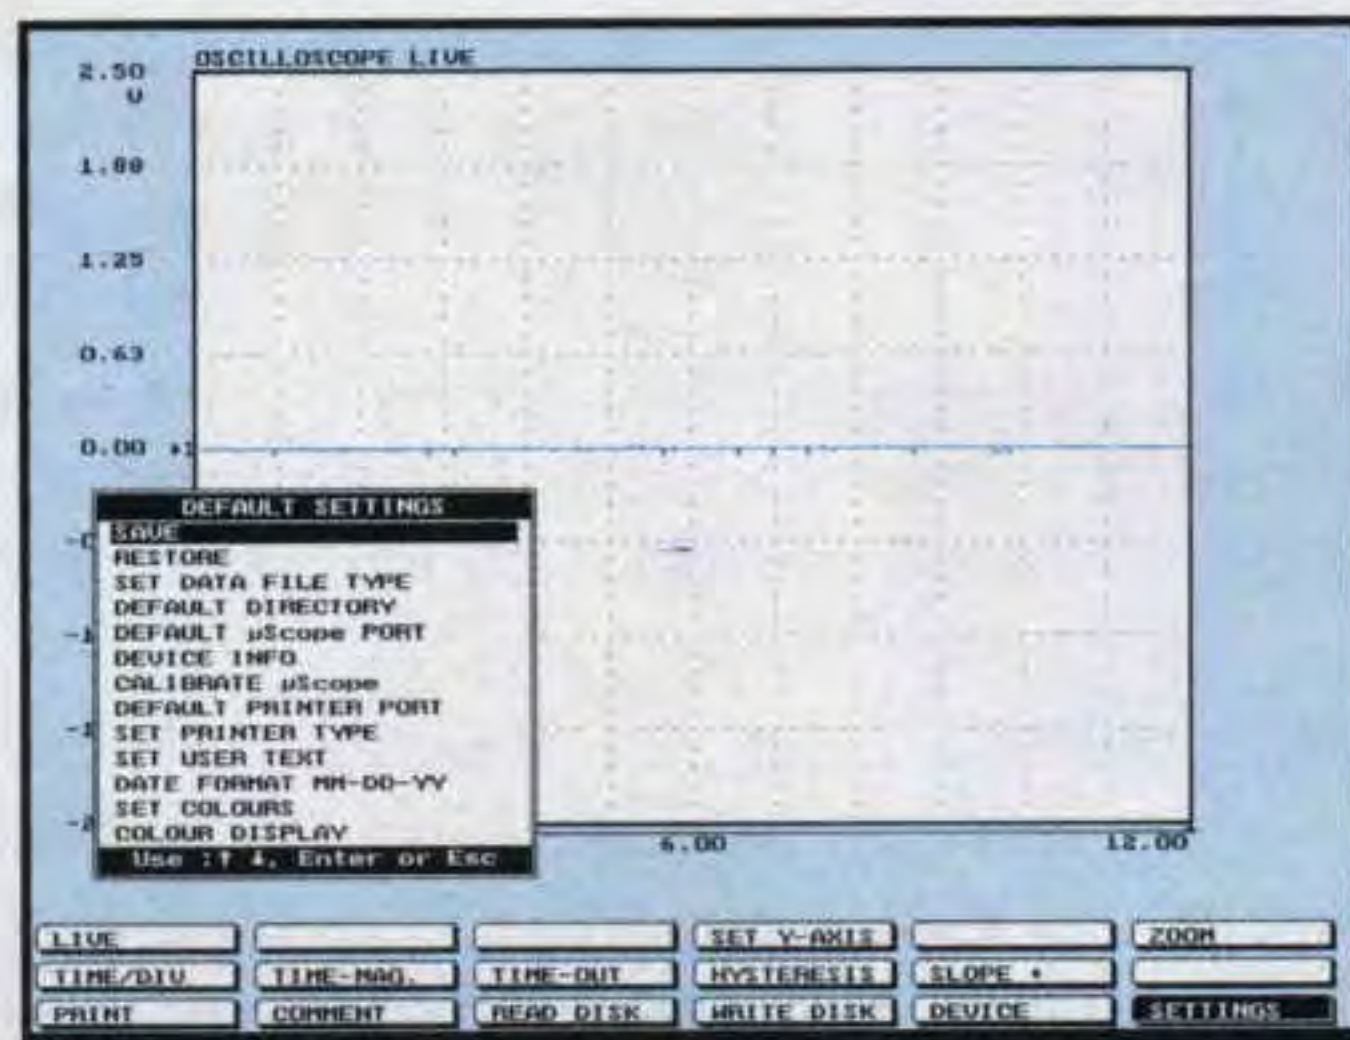 OSCILLOSCOPE LIVE
2.50
V
1.88
1.25
0.63
0.00
DEFAULT SETTINGS
SAVE
RESTORE
SET DATA FILE TYPE
DEFAULT DIRECTORY
DEFAULT µScope PORT
DEVICE INFO
CALIBRATE µScope
DEFAULT PRINTER PORT
SET PRINTER TYPE
SET USER TEXT
DATE FORMAT MM-DD-YY
SET COLOURS
COLOUR DISPLAY
Use :↑ ↓, Enter or Esc
6.00 12.00
LIVE SET Y-AXIS ZOOM
TIME/DIV TIME-MAG. TIME-OUT HYSTERESIS SLOPE +
PRINT COMMENT READ DISK WRITE DISK DEVICE SETTINGS